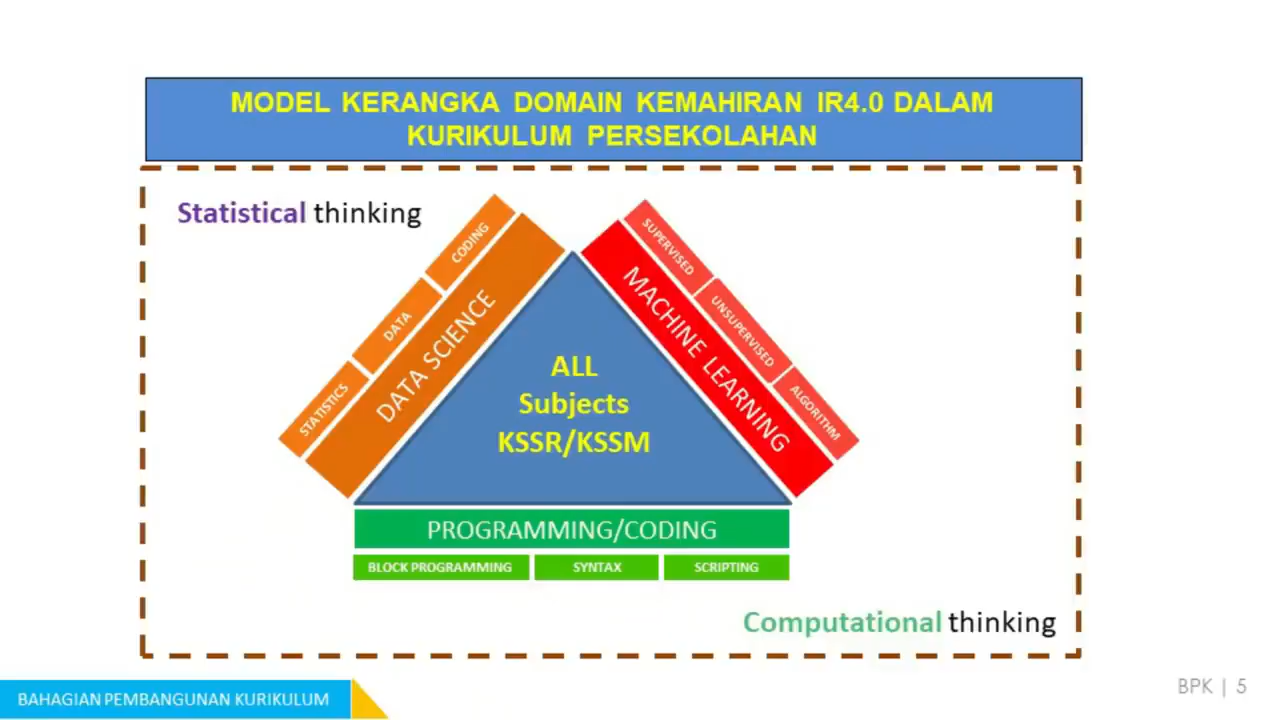 MODEL KERANGKA DOMAIN KEMAHIRAN IR4.0 DALAM
KURIKULUM PERSEKOLAHAN
Statistical thinking
CODING
DATA
STATISTICS
DATA SCIENCE
SUPERVISED
UNSUPERVISED
ALGORITHM
MACHINE LEARNING
ALL
Subjects
KSSR/KSSM
PROGRAMMING/CODING
BLOCK PROGRAMMING
SYNTAX
SCRIPTING
Computational thinking
BAHAGIAN PEMBANGUNAN KURIKULUM
BPK | 5